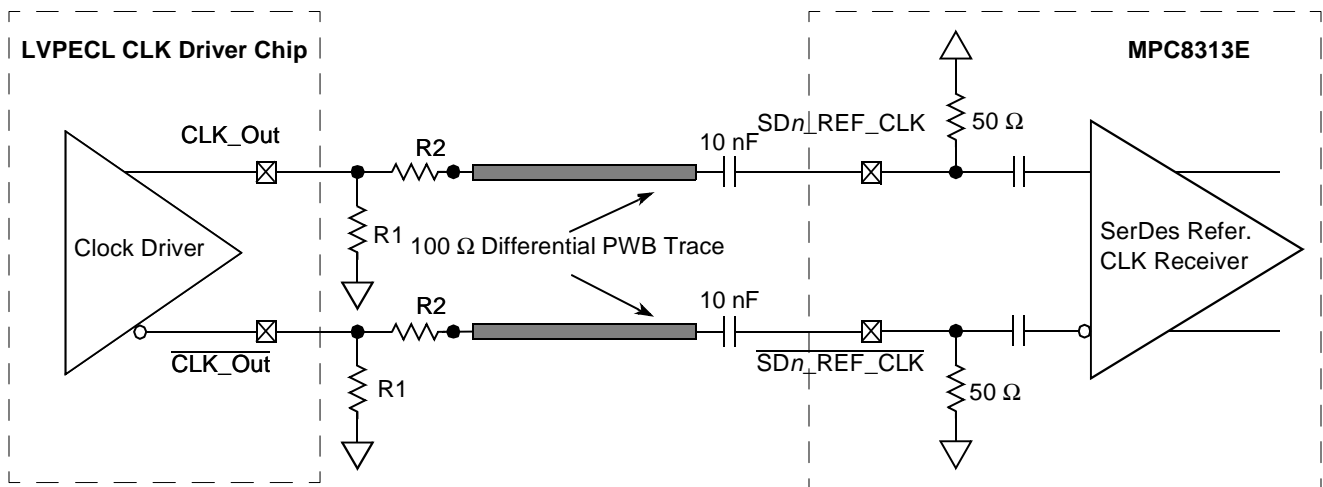 LVPECL CLK Driver Chip
MPC8313E
CLK_Out
R2
10 nF
SDn_REF_CLK
50 Ω
Clock Driver
R1
100 Ω Differential PWB Trace
SerDes Refer.
CLK Receiver
R2
10 nF
CLK_Out
SDn_REF_CLK
R1
50 Ω